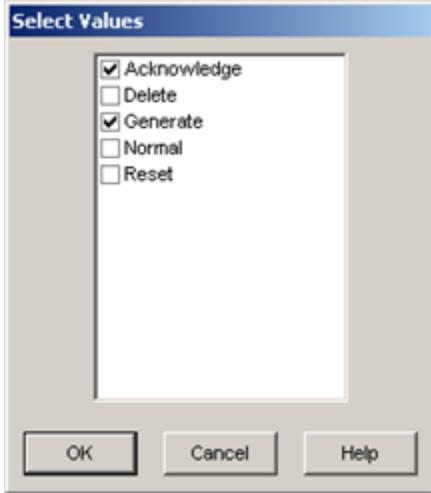 Select Values
Acknowledge
Delete
Generate
Normal
Reset
OK Cancel Help